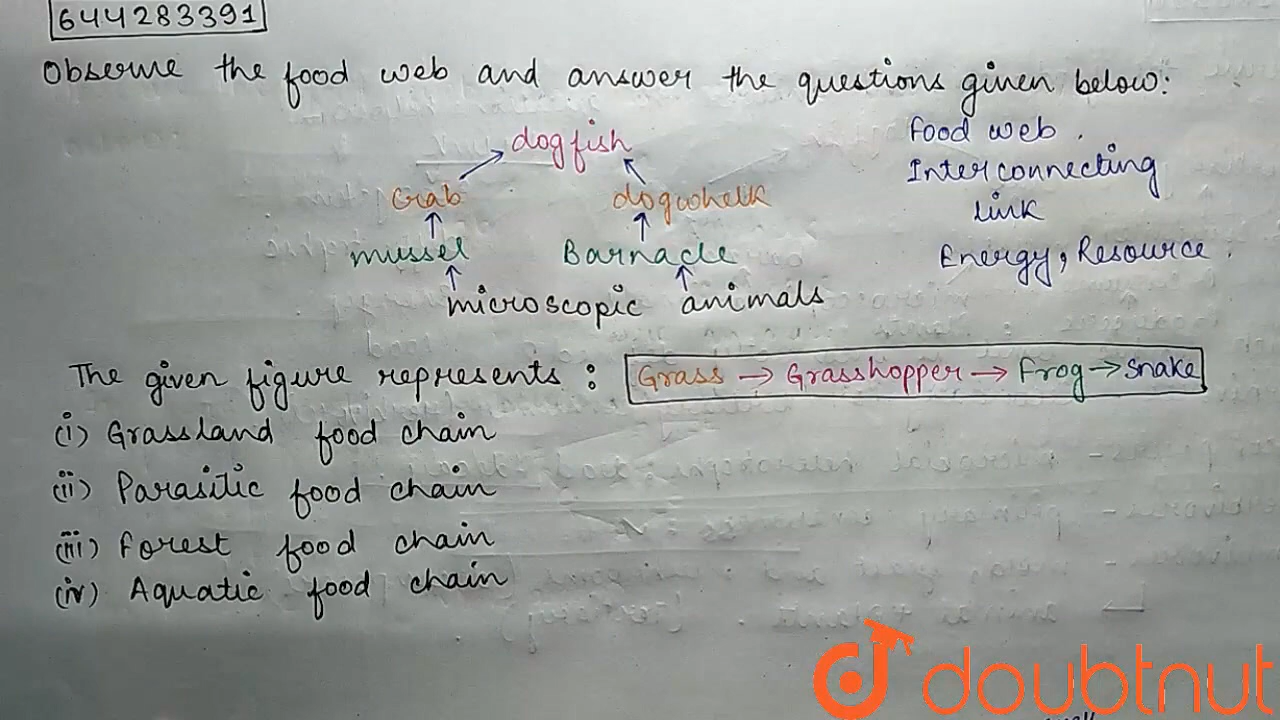 644283391
Observe the food web and answer the questions given below:
dogfish
Food web.
Crab dogwhelk
Interconnecting
link
mussel Barnacle
Energy, Resource.
microscopic animals
The given figure represents : Grass → Grasshopper → Frog → Snake
(i) Grassland food chain
(ii) Parasitic food chain
(iii) Forest food chain
(iv) Aquatic food chain
doubtnut